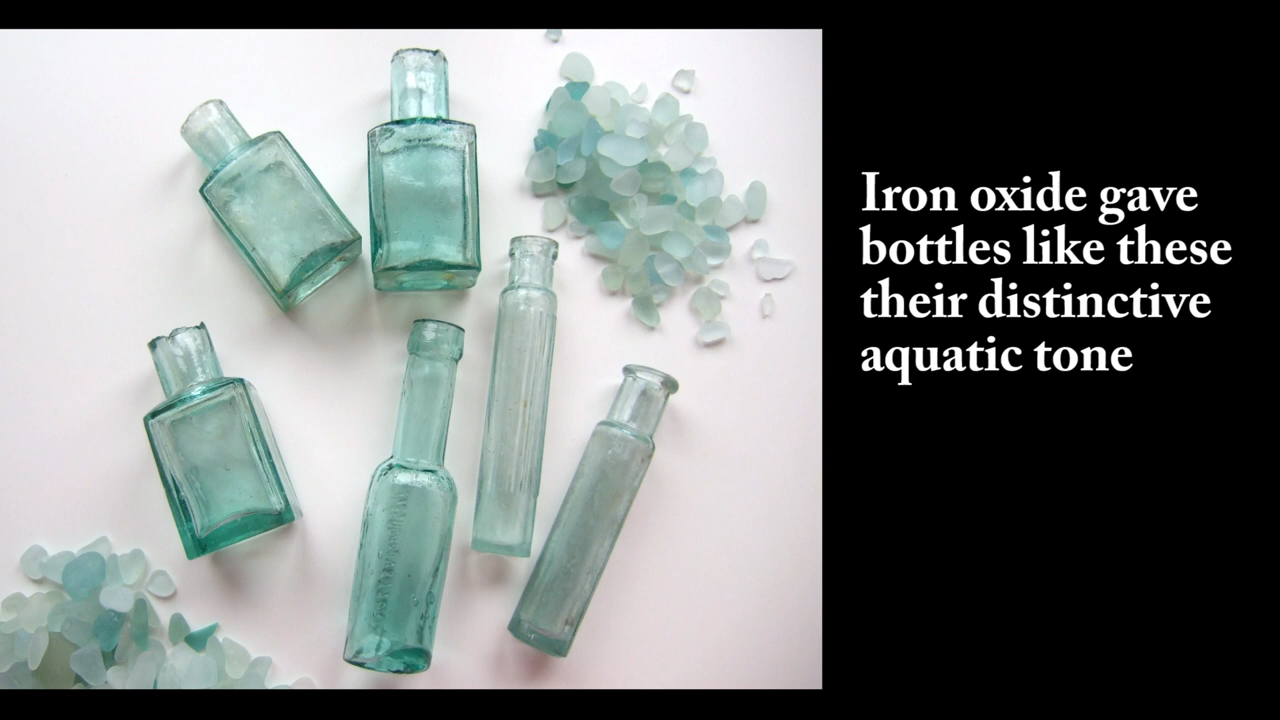 Iron oxide gave
bottles like these
their distinctive
aquatic tone